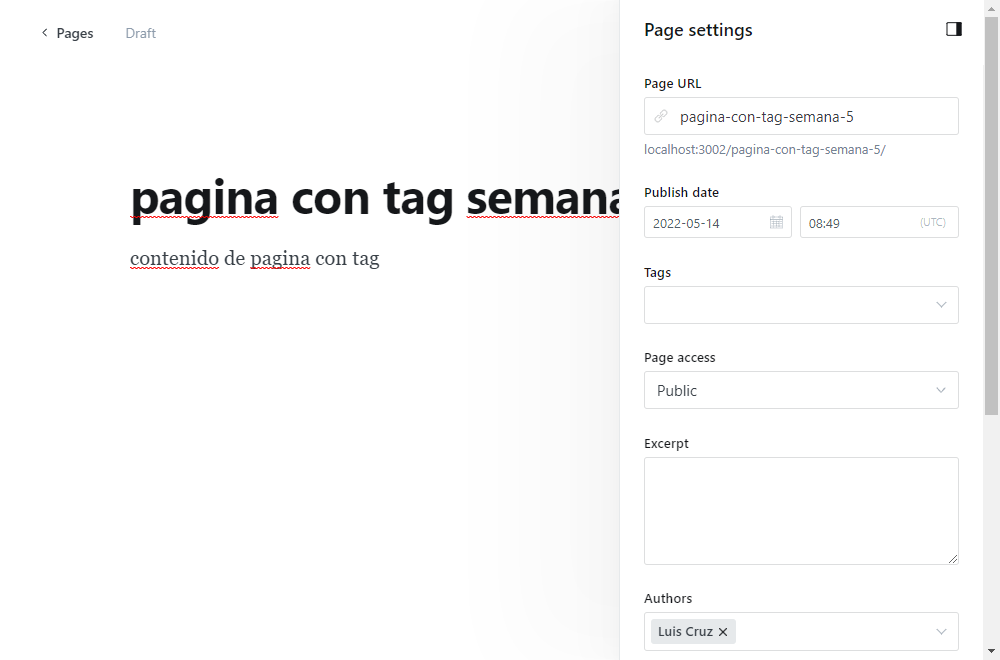 Pages
Draft
pagina con tag semana
contenido de pagina con tag
Page settings
Page URL
pagina-con-tag-semana-5
localhost:3002/pagina-con-tag-semana-5/
Publish date
2022-05-14
08:49
(UTC)
Tags
Page access
Public
Excerpt
Authors
Luis Cruz